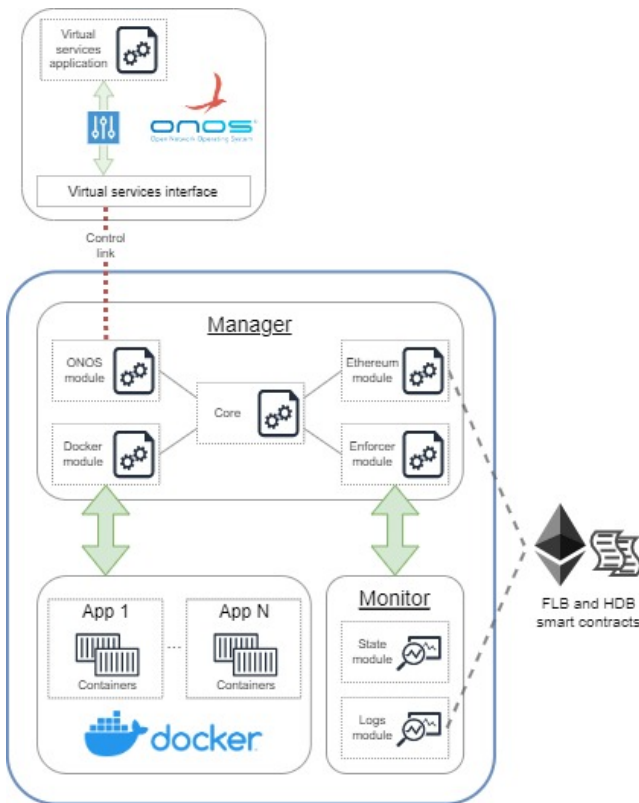 Virtual
services
application
onos
Open Network Operating System
Virtual services interface
Control
link
Manager
ONOS
module
Ethereum
module
Core
Docker
module
Enforcer
module
App 1
App N
...
Containers
Containers
docker
Monitor
State
module
Logs
module
FLB and HDB
smart contracts